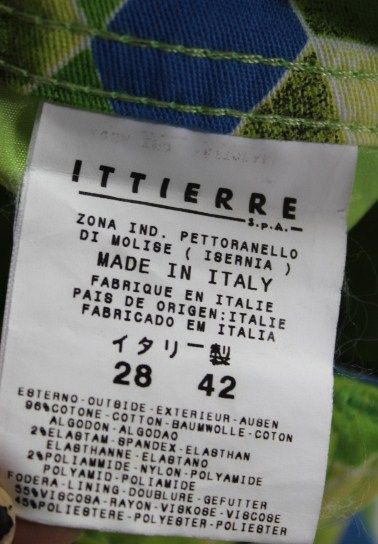 ITTIERRE
S.p.A.
ZONA IND. PETTORANELLO
DI MOLISE ( ISERNIA )
MADE IN ITALY
FABRIQUE EN ITALIE
PAIS DE ORIGEN:ITALIE
FABRICADO EM ITALIA
イタリー製
28 42
ESTERNO-OUTSIDE-EXTERIEUR-AUSEN
96%COTONE-COTTON-BAUMWOLLE-COTON
ALGODON-ALGODAO
2%ELASTAM-SPANDEX-ELASTHAN
ELASTHANNE-ELASTANO
2%POLIAMMIDE-NYLON-POLYAMIDE
POLYAMID-POLIAMIDE
FODERA-LINING-DOUBLURE-GEFUTTER
55%VISCOSA-RAYON-VISKOSE-VISCOSE
45%POLIESTERE-POLYESTER-POLIESTER